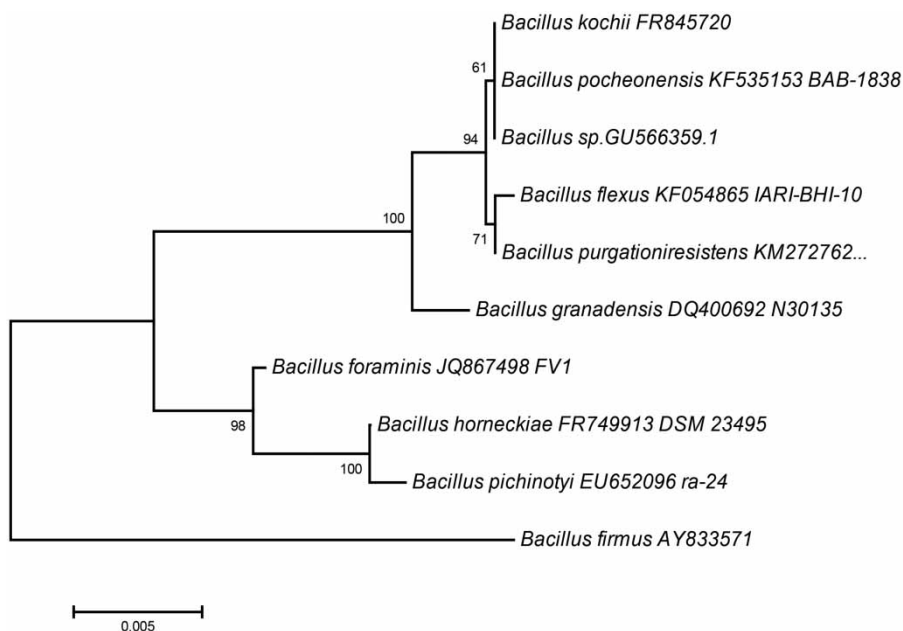 Bacillus kochii FR845720
61
Bacillus pocheonensis KF535153 BAB-1838
Bacillus sp.GU566359.1
94
Bacillus flexus KF054865 IARI-BHI-10
100
71
Bacillus purgationiresistens KM272762...
Bacillus granadensis DQ400692 N30135
Bacillus foraminis JQ867498 FV1
98
Bacillus horneckiae FR749913 DSM 23495
100
Bacillus pichinotyi EU652096 ra-24
Bacillus firmus AY833571
0.005